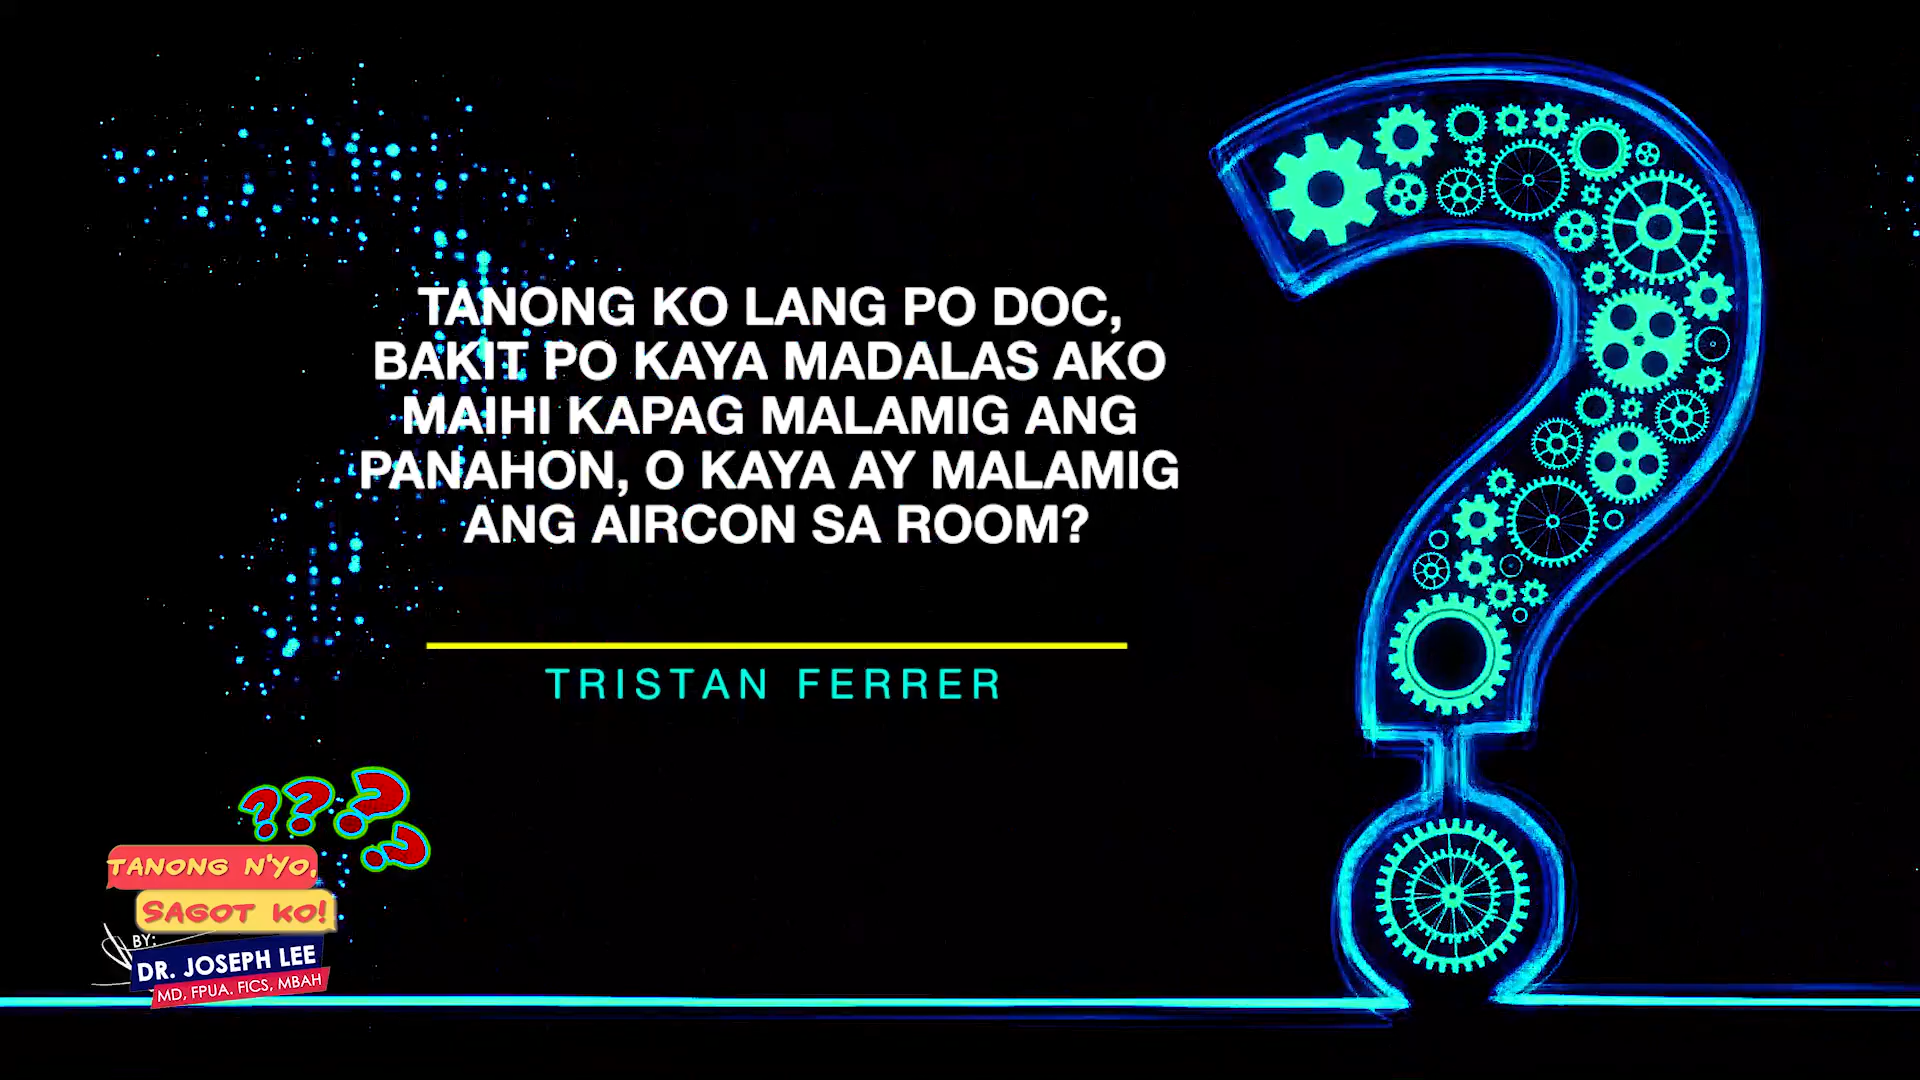 TANONG KO LANG PO DOC,
BAKIT PO KAYA MADALAS AKO
MAIHI KAPAG MALAMIG ANG
PANAHON, O KAYA AY MALAMIG
ANG AIRCON SA ROOM?
TRISTAN FERRER
TANONG N'YO,
SAGOT KO!
BY:
DR. JOSEPH LEE
MD, FPUA. FICS, MBAH